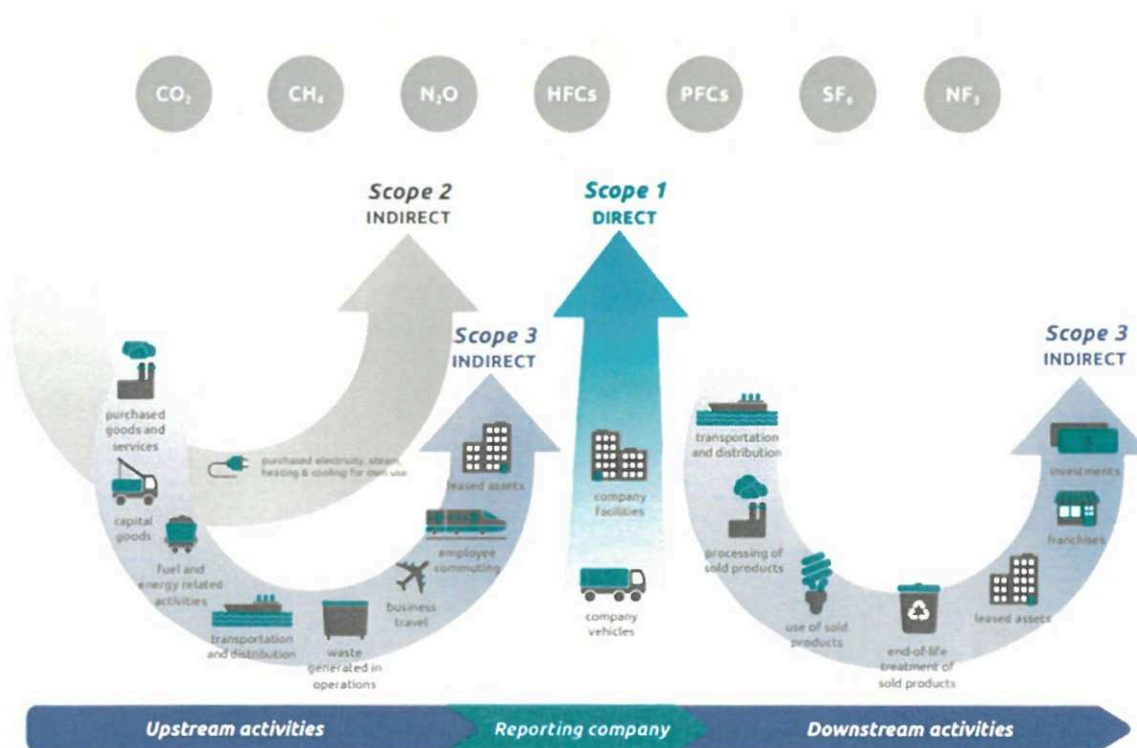 CO₂ CH₄ N₂O HFCs PFCs SF₆ NF₃
Scope 2
INDIRECT
Scope 1
DIRECT
Scope 3
INDIRECT
Scope 3
INDIRECT
purchased
goods and
services
purchased electricity, steam,
heating & cooling for own use
capital
goods
fuel and
energy related
activities
transportation
and distribution
waste
generated in
operations
business
travel
employee
commuting
leased assets
company
facilities
company
vehicles
transportation
and distribution
processing of
sold products
use of sold
products
end-of-life
treatment of
sold products
leased assets
franchises
investments
Upstream activities
Reporting company
Downstream activities